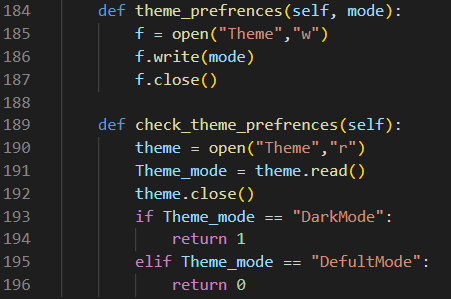 184 def theme_prefrences(self, mode):
185 f = open("Theme","w")
186 f.write(mode)
187 f.close()
188
189 def check_theme_prefrences(self):
190 theme = open("Theme","r")
191 Theme_mode = theme.read()
192 theme.close()
193 if Theme_mode == "DarkMode":
194 return 1
195 elif Theme_mode == "DefultMode":
196 return 0